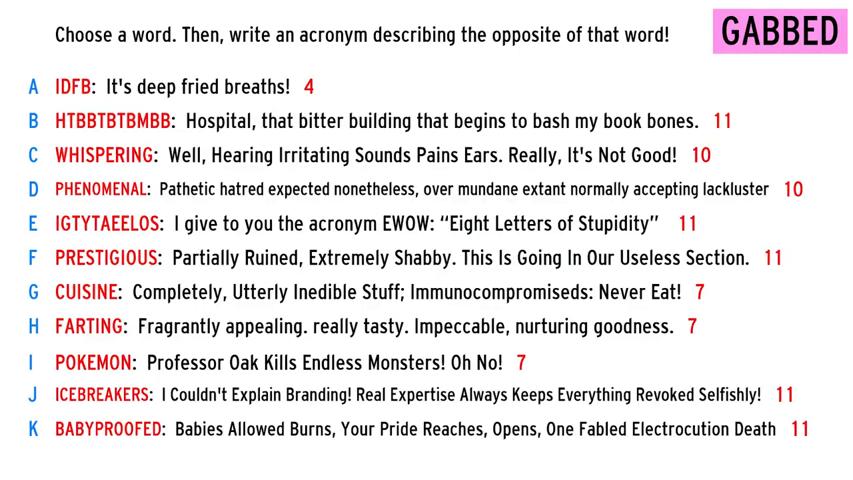 Choose a word. Then, write an acronym describing the opposite of that word!
GABBED
A IDFB: It's deep fried breaths! 4
B HTBBTBTBMBB: Hospital, that bitter building that begins to bash my book bones. 11
C WHISPERING: Well, Hearing Irritating Sounds Pains Ears. Really, It's Not Good! 10
D PHENOMENAL: Pathetic hatred expected nonetheless, over mundane extant normally accepting lackluster 10
E IGTYTAEELOS: I give to you the acronym EWOW: “Eight Letters of Stupidity” 11
F PRESTIGIOUS: Partially Ruined, Extremely Shabby. This Is Going In Our Useless Section. 11
G CUISINE: Completely, Utterly Inedible Stuff; Immunocompromiseds: Never Eat! 7
H FARTING: Fragrantly appealing. really tasty. Impeccable, nurturing goodness. 7
I POKEMON: Professor Oak Kills Endless Monsters! Oh No! 7
J ICEBREAKERS: I Couldn't Explain Branding! Real Expertise Always Keeps Everything Revoked Selfishly! 11
K BABYPROOFED: Babies Allowed Burns, Your Pride Reaches, Opens, One Fabled Electrocution Death 11